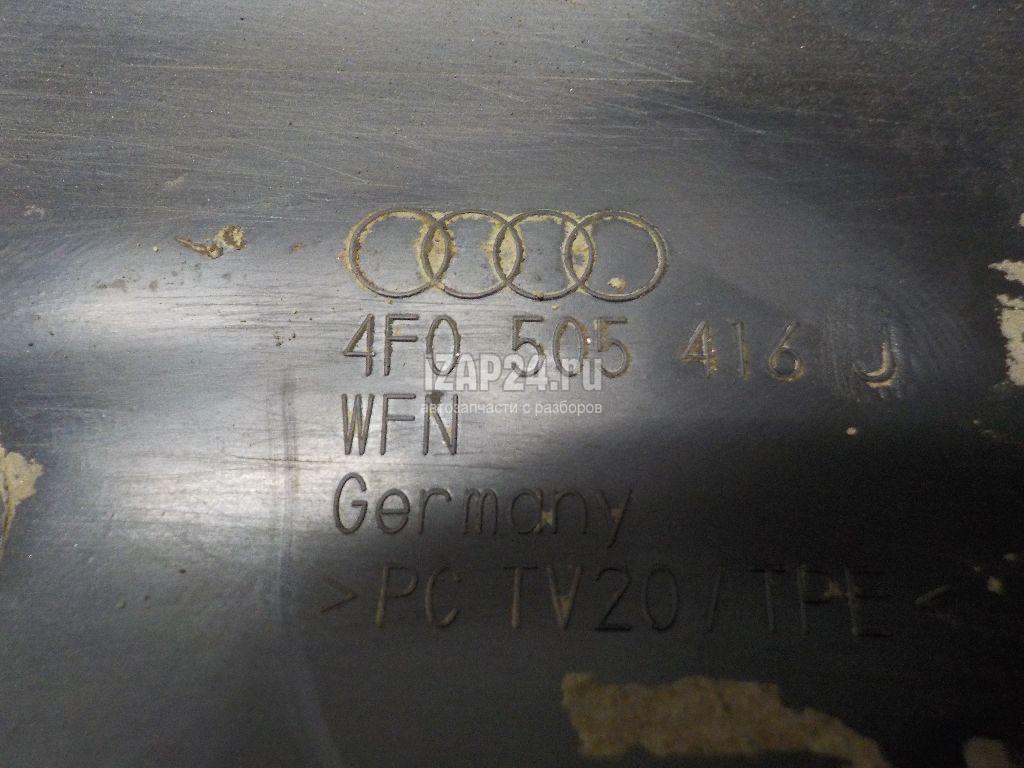 4F0 505 416 J
IZAP24.ru
автозапчасти с разборов
WFN
Germany
>PC TV20/TPE<